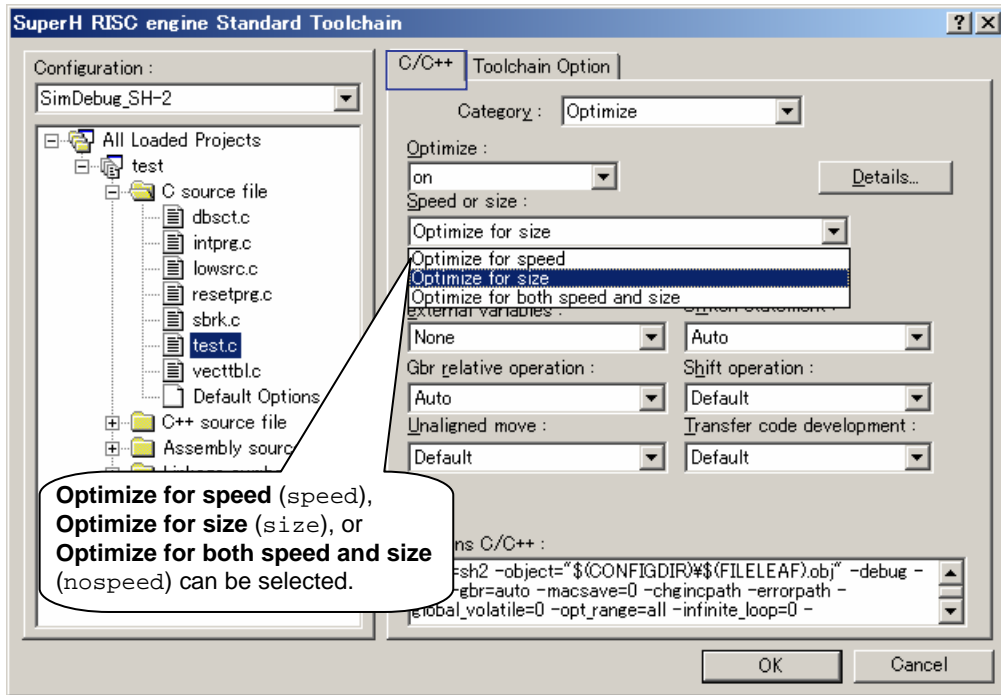 SuperH RISC engine Standard Toolchain
Configuration :
SimDebug_SH-2
All Loaded Projects
test
C source file
dbsct.c
intprg.c
lowsrc.c
resetprg.c
sbrk.c
test.c
vecttbl.c
Default Options
C++ source file
Assembly sourc
C/C++
Toolchain Option
Category : Optimize
Optimize :
on
Details...
Speed or size :
Optimize for size
Optimize for speed
Optimize for size
Optimize for both speed and size
external variables :
None
Auto
Gbr relative operation :
Shift operation :
Auto
Default
Unaligned move :
Transfer code development :
Default
Default
Optimize for speed (speed),
Optimize for size (size), or
Optimize for both speed and size
(nospeed) can be selected.
ns C/C++ :
=sh2 -object="$(CONFIGDIR)¥$(FILELEAF).obj" -debug -
-gbr=auto -macsave=0 -chgincpath -errorpath -
global_volatile=0 -opt_range=all -infinite_loop=0 -
OK
Cancel